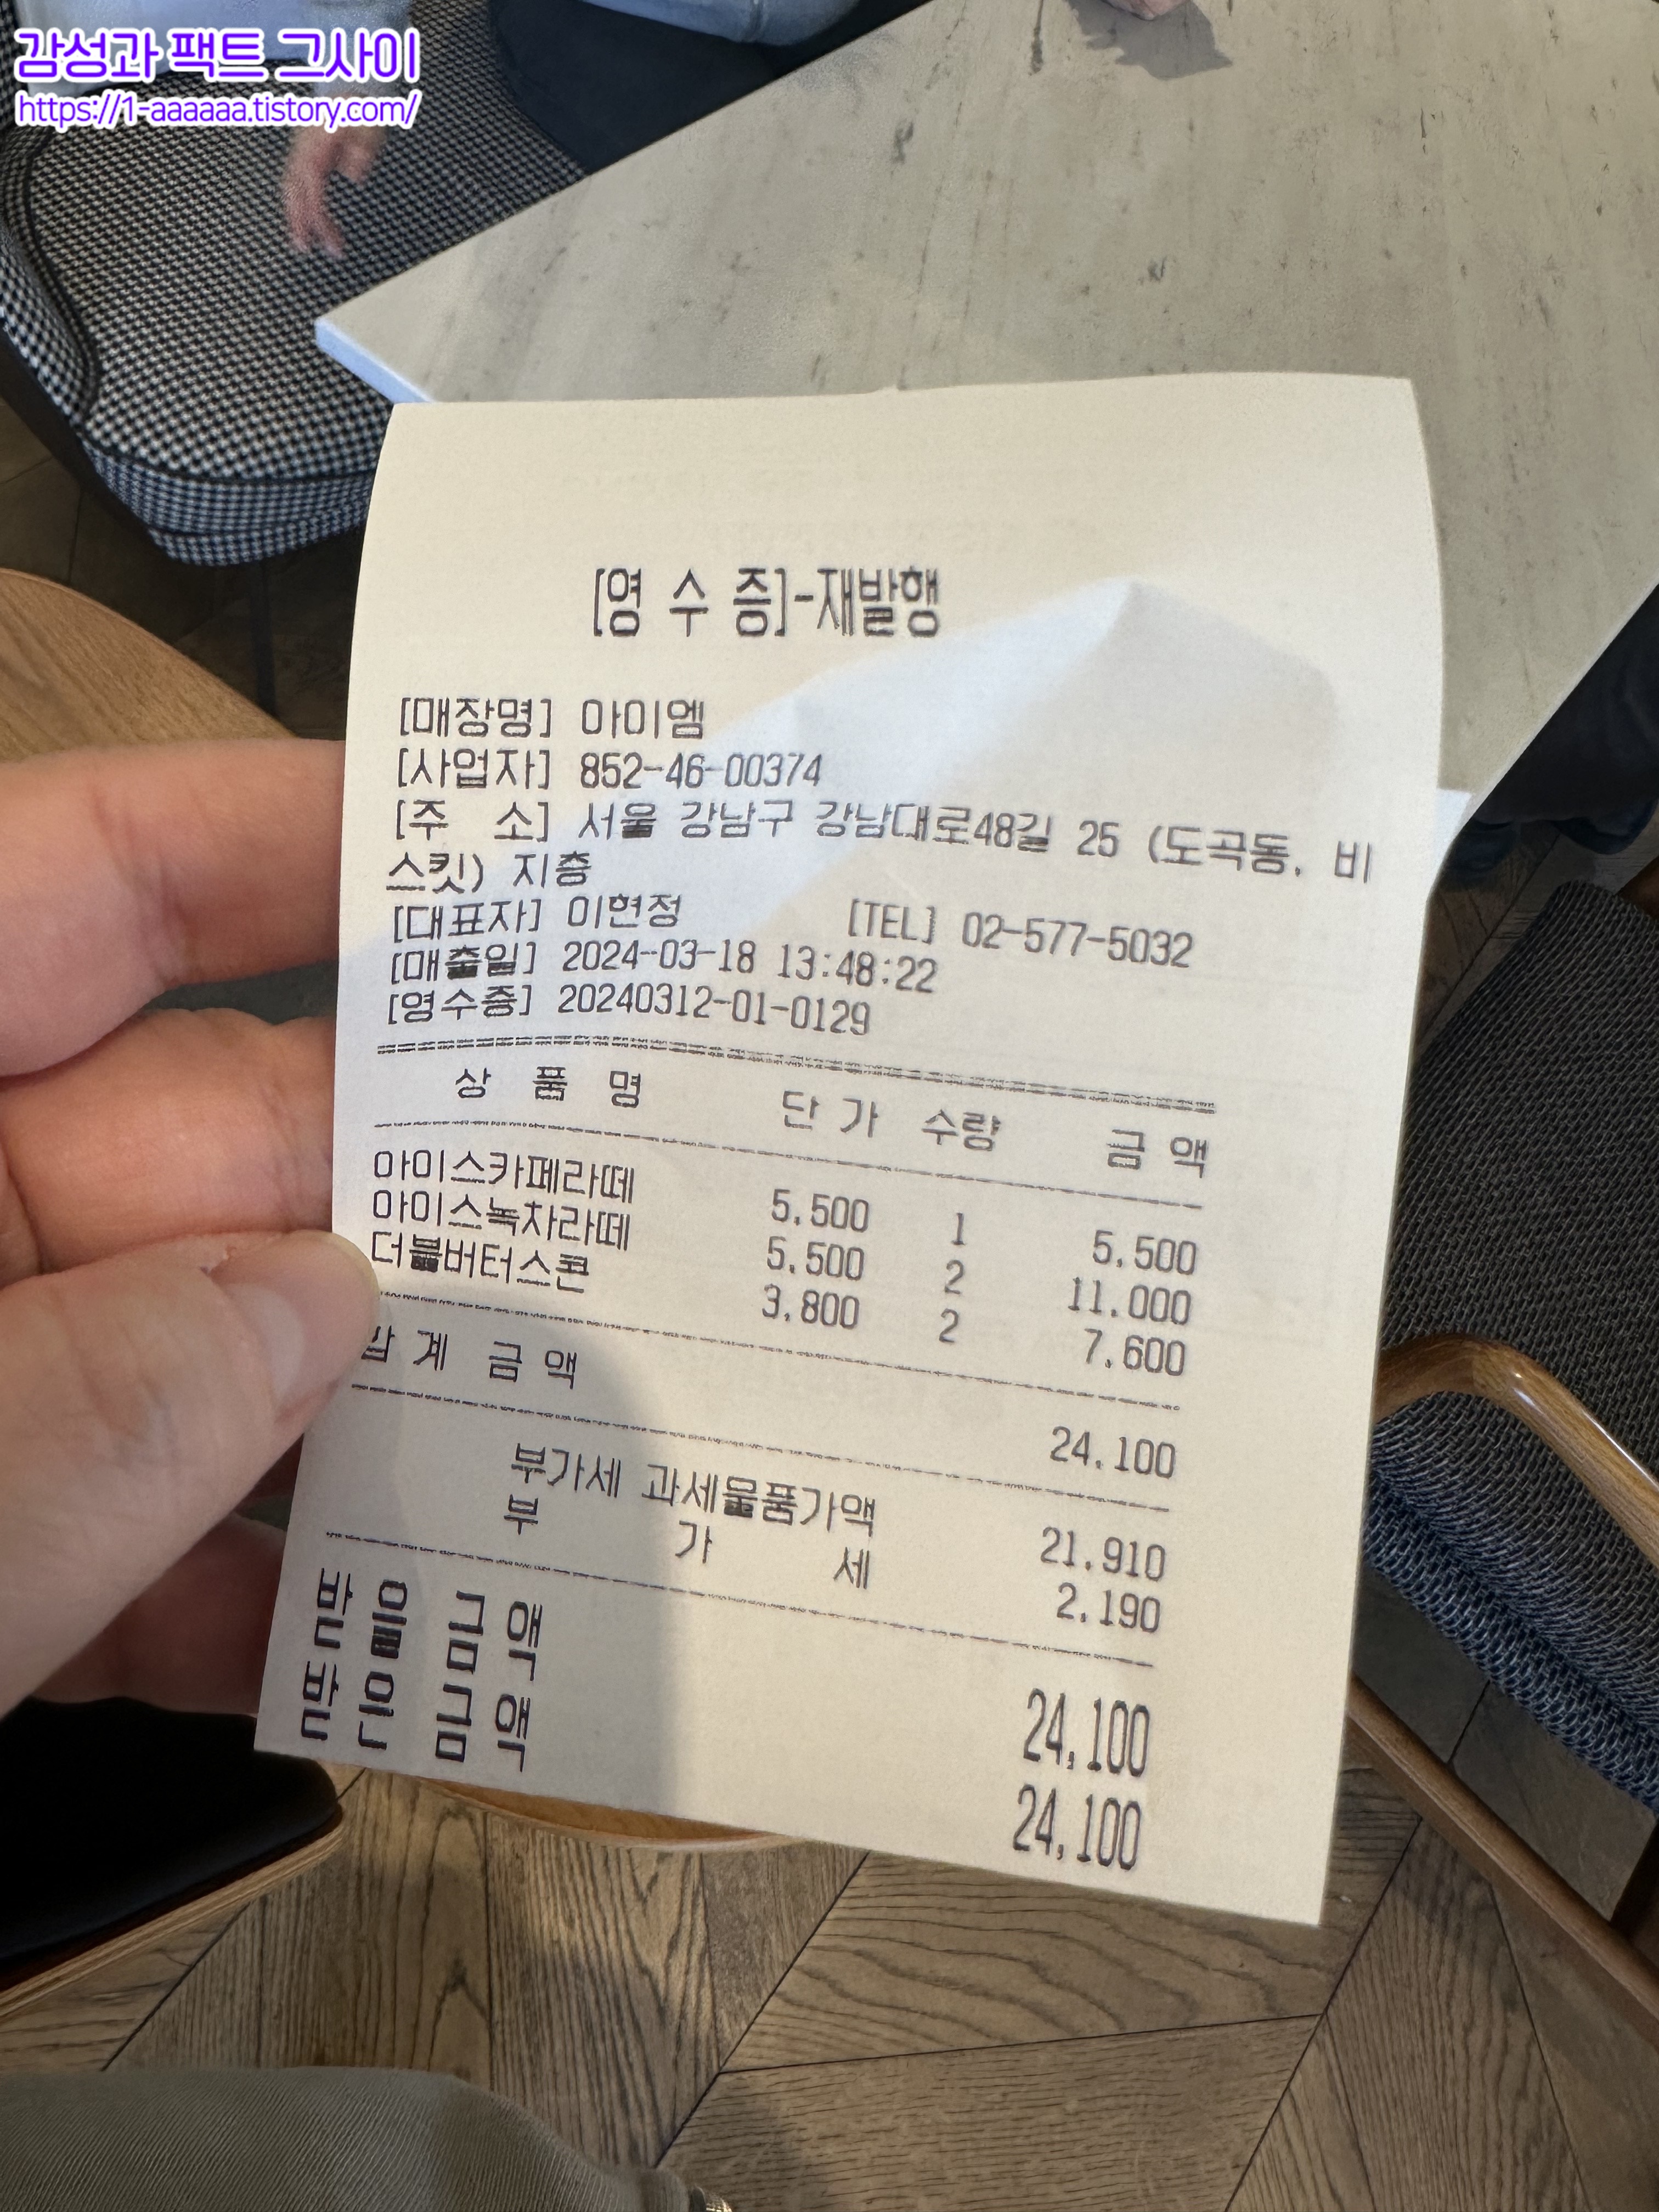 감성과 팩트 그사이
https://1-aaaaaa.tistory.com/
[영 수 증]-재발행
[매장명] 아이엠
[사업자] 852-46-00374
[주 소] 서울 강남구 강남대로48길 25 (도곡동, 비
스킷) 지층
[대표자] 이현정 [TEL] 02-577-5032
[매출일] 2024-03-18 13:48:22
[영수증] 20240312-01-0129
상 품 명 단 가 수량 금 액
아이스카페라떼 5,500 1 5,500
아이스녹차라떼 5,500 2 11,000
더블버터스콘 3,800 2 7,600
합 계 금 액 24,100
부가세 과세물품가액 21,910
부 가 세 2,190
받 을 금 액 24,100
받 은 금 액 24,100